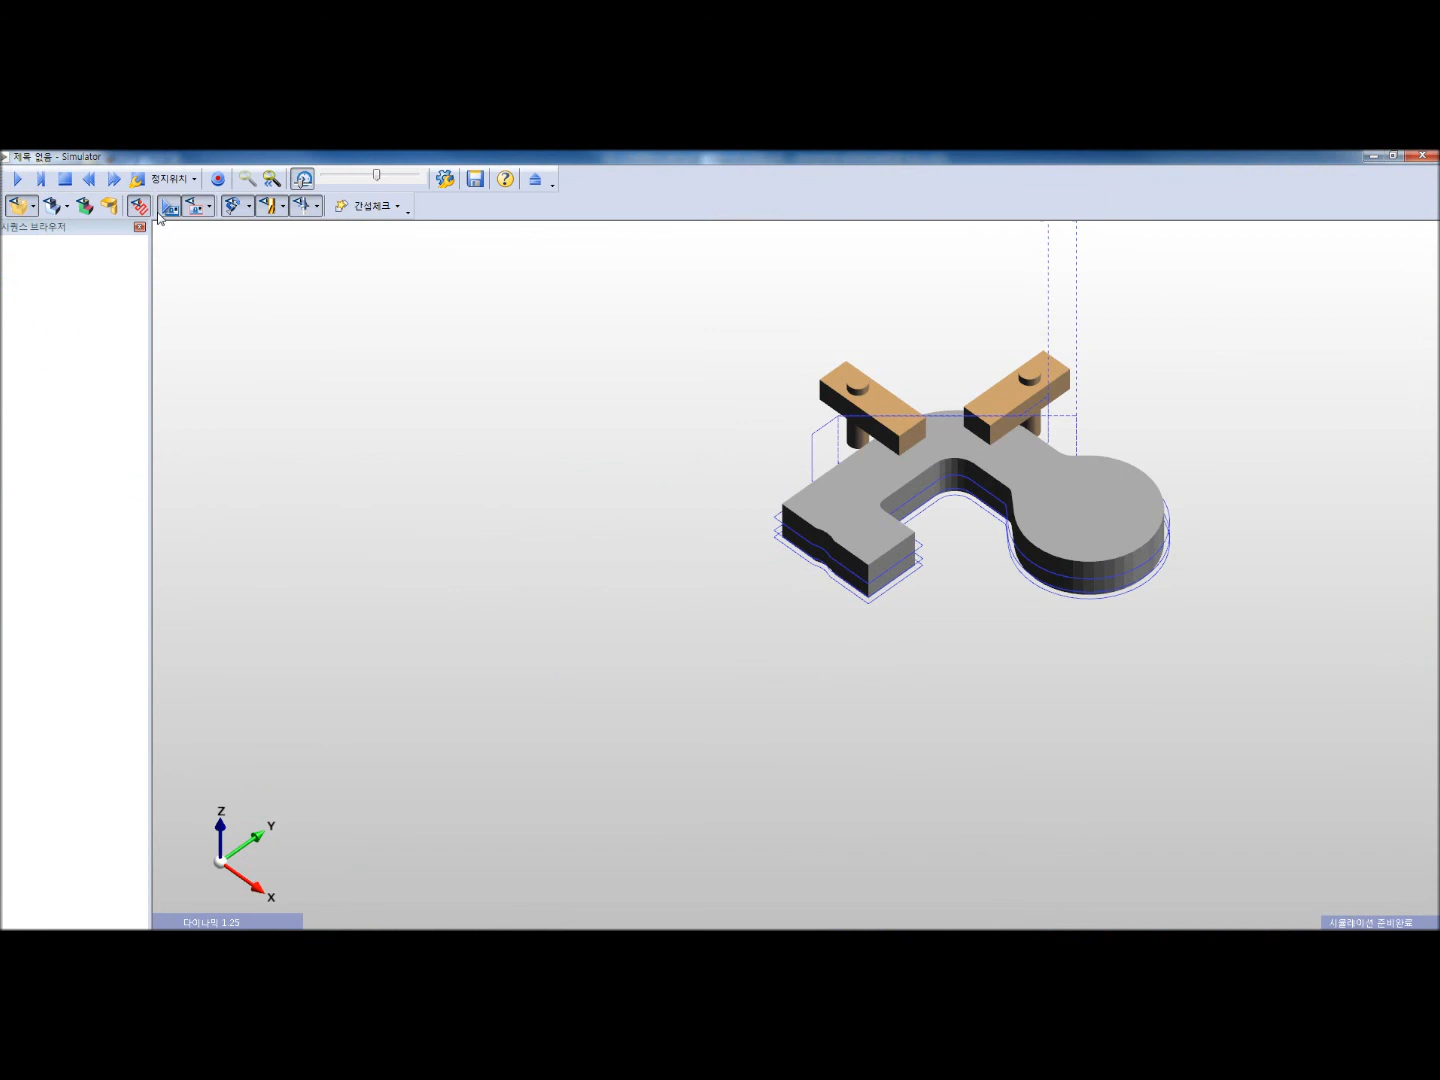 제목 없음 - Simulator
정지위치
간섭체크
시퀀스 브라우저
Z
Y
X
다이나믹 1.25
시뮬레이션 준비완료